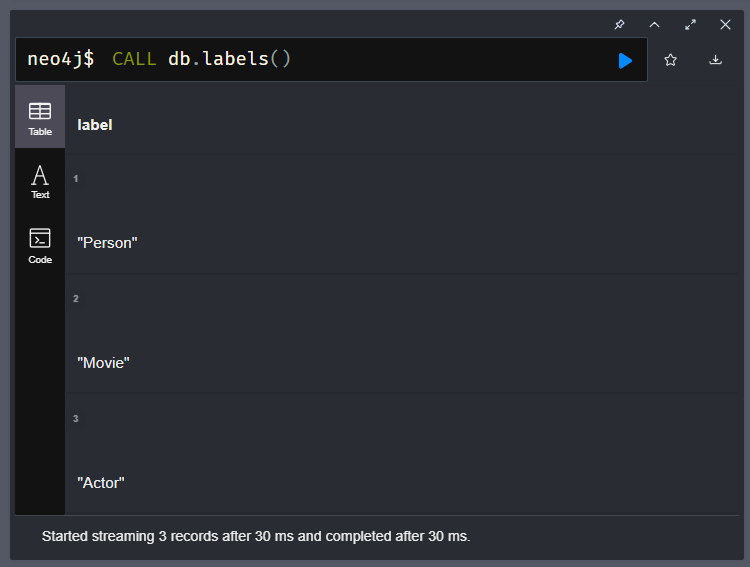 neo4j$ CALL db.labels()
Table
label
1
Text
"Person"
Code
2
"Movie"
3
"Actor"
Started streaming 3 records after 30 ms and completed after 30 ms.